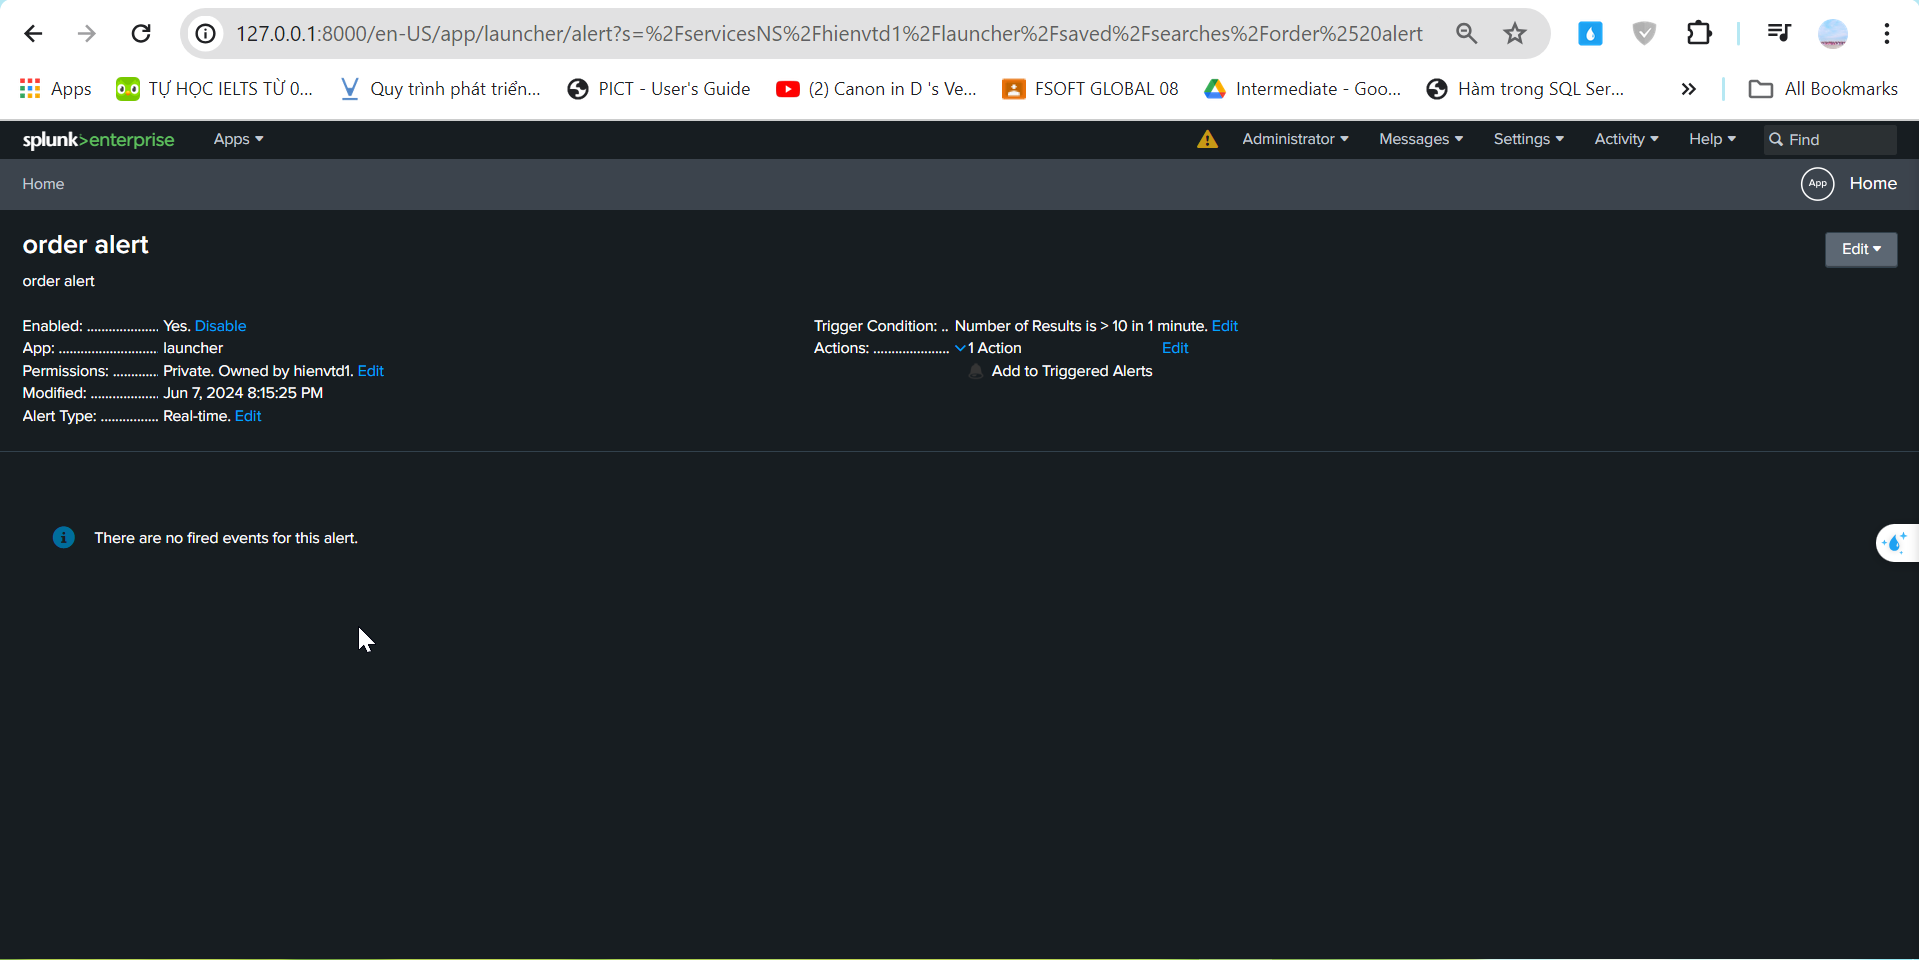 127.0.0.1:8000/en-US/app/launcher/alert?s=%2FservicesNS%2Fhienvtd1%2Flauncher%2Fsaved%2Fsearches%2Forder%2520alert
Apps TỰ HỌC IELTS TỪ 0... Quy trình phát triển... PICT - User's Guide (2) Canon in D 's Ve... FSOFT GLOBAL 08 Intermediate - Goo... Hàm trong SQL Ser... » All Bookmarks
splunk>enterprise Apps Administrator Messages Settings Activity Help Find
Home App Home
order alert Edit
order alert
Enabled: .................... Yes. Disable
App: ........................... launcher
Permissions: ............ Private. Owned by hienvtd1. Edit
Modified: ................... Jun 7, 2024 8:15:25 PM
Alert Type: ................ Real-time. Edit
Trigger Condition: .. Number of Results is > 10 in 1 minute. Edit
Actions: ..................... 1 Action Edit
Add to Triggered Alerts
There are no fired events for this alert.